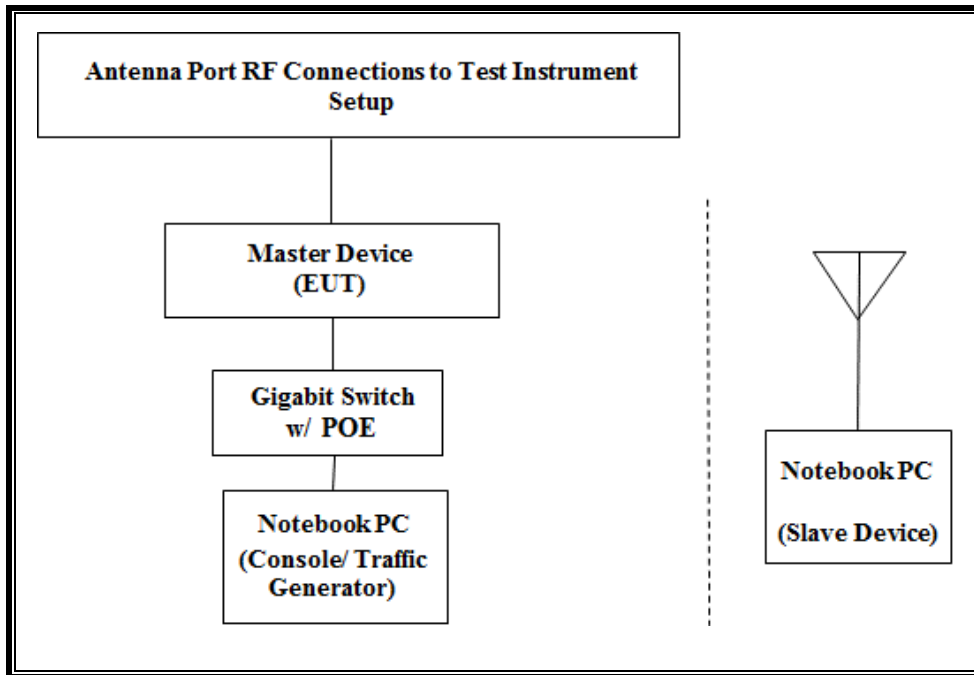 Antenna Port RF Connections to Test Instrument
Setup
Master Device
(EUT)
Gigabit Switch
w/ POE
Notebook PC
(Console/ Traffic
Generator)
Notebook PC
(Slave Device)